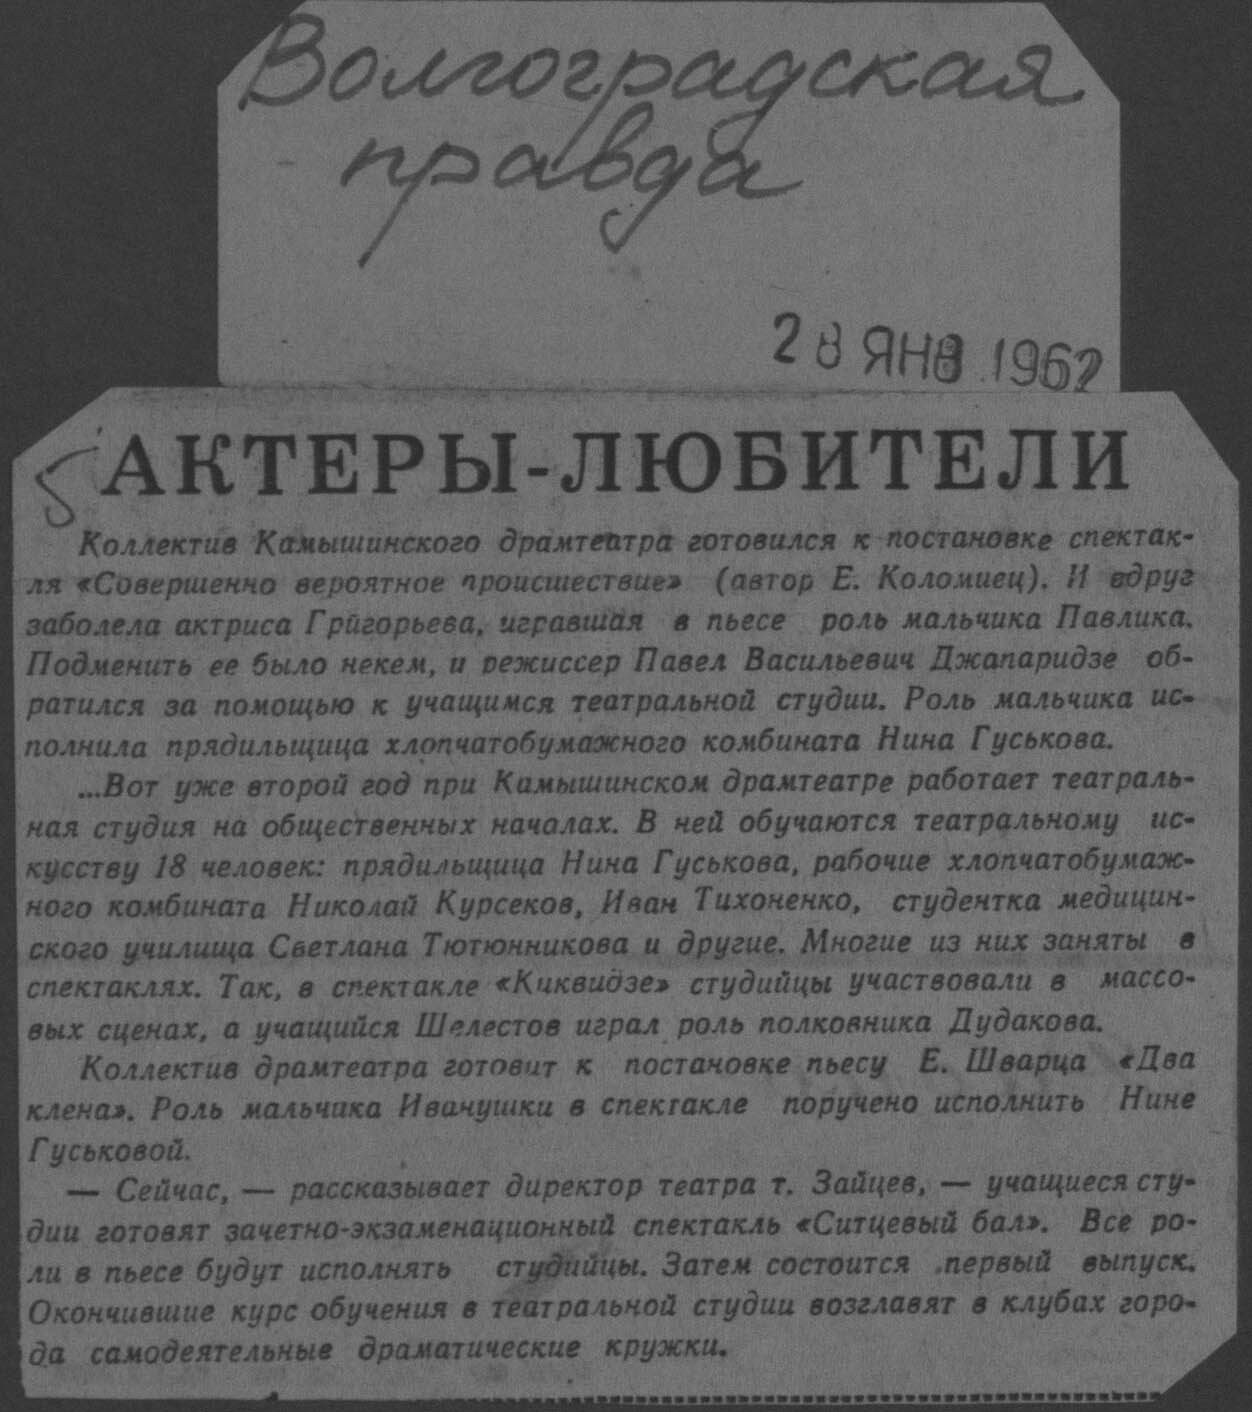 Волгоградская
правда
28 ЯНВ 1962
АКТЕРЫ-ЛЮБИТЕЛИ
Коллектив Камышинского драмтеатра готовился к постановке спектак-
ля «Совершенно вероятное происшествие» (автор Е. Коломиец). И вдруг
заболела актриса Григорьева, игравшая в пьесе роль мальчика Павлика.
Подменить ее было некем, и режиссер Павел Васильевич Джапаридзе об-
ратился за помощью к учащимся театральной студии. Роль мальчика ис-
полнила прядильщица хлопчатобумажного комбината Нина Гуськова.
...Вот уже второй год при Камышинском драмтеатре работает театраль-
ная студия на общественных началах. В ней обучаются театральному ис-
кусству 18 человек: прядильщица Нина Гуськова, рабочие хлопчатобумаж-
ного комбината Николай Курсеков, Иван Тихоненко, студентка медицин-
ского училища Светлана Тютюнникова и другие. Многие из них заняты в
спектаклях. Так, в спектакле «Киквидзе» студийцы участвовали в массо-
вых сценах, а учащийся Шелестов играл роль полковника Дудакова.
Коллектив драмтеатра готовит к постановке пьесу Е. Шварца «Два
клена». Роль мальчика Иванушки в спектакле поручено исполнить Нине
Гуськовой.
— Сейчас, — рассказывает директор театра т. Зайцев, — учащиеся сту-
дии готовят зачетно-экзаменационный спектакль «Ситцевый бал». Все ро-
ли в пьесе будут исполнять студийцы. Затем состоится первый выпуск.
Окончившие курс обучения в театральной студии возглавят в клубах горо-
да самодеятельные драматические кружки.